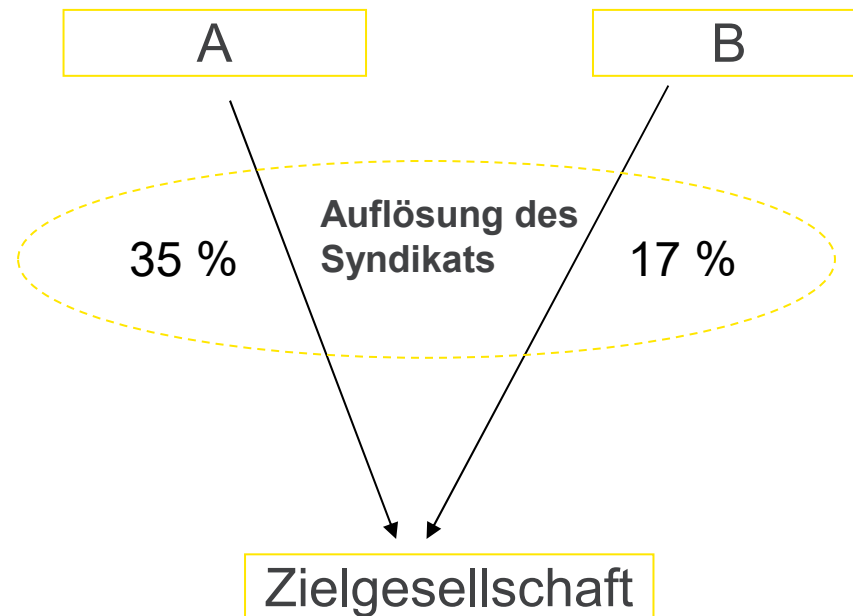 A
B
Auflösung des
Syndikats
35 %
17 %
Zielgesellschaft